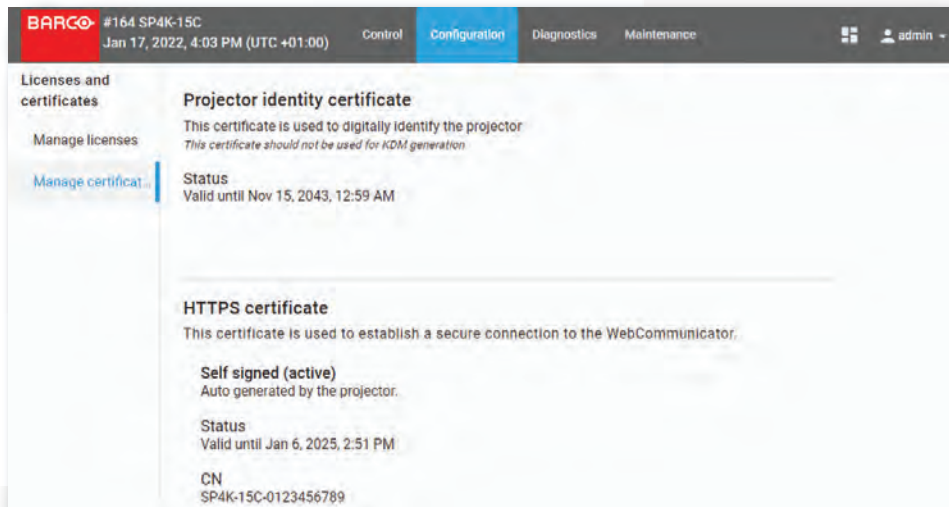 BARCO #164 SP4K-15C
Jan 17, 2022, 4:03 PM (UTC +01:00)
Control Configuration Diagnostics Maintenance admin
Licenses and
certificates
Manage licenses
Manage certificat...
Projector identity certificate
This certificate is used to digitally identify the projector
This certificate should not be used for KDM generation
Status
Valid until Nov 15, 2043, 12:59 AM
HTTPS certificate
This certificate is used to establish a secure connection to the WebCommunicator.
Self signed (active)
Auto generated by the projector.
Status
Valid until Jan 6, 2025, 2:51 PM
CN
SP4K-15C-0123456789